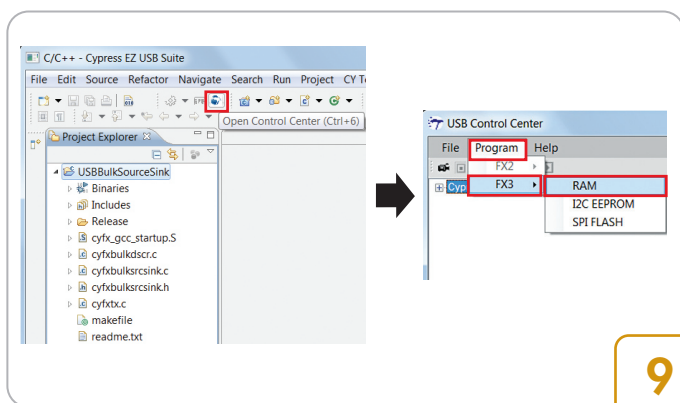 C/C++ - Cypress EZ USB Suite
File Edit Source Refactor Navigate Search Run Project CY T
Open Control Center (Ctrl+6)
Project Explorer
USBBulkSourceSink
Binaries
Includes
Release
cyfx_gcc_startup.S
cyfxbulkdscr.c
cyfxbulksrcsink.c
cyfxbulksrcsink.h
cyfxtx.c
makefile
readme.txt
USB Control Center
File Program Help
FX2
Cyp FX3 RAM
I2C EEPROM
SPI FLASH
9